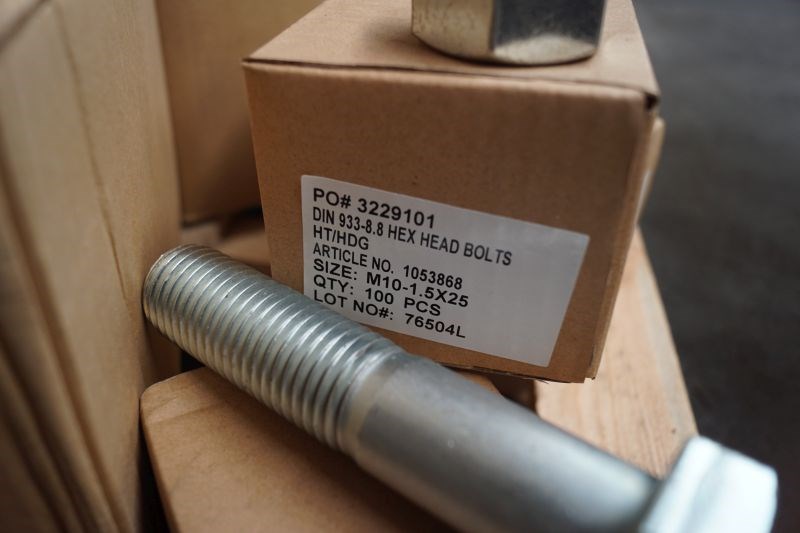 PO# 3229101
DIN 933-8.8 HEX HEAD BOLTS
HT/HDG
ARTICLE NO. 1053868
SIZE: M10-1.5X25
QTY: 100 PCS
LOT NO#: 76504L